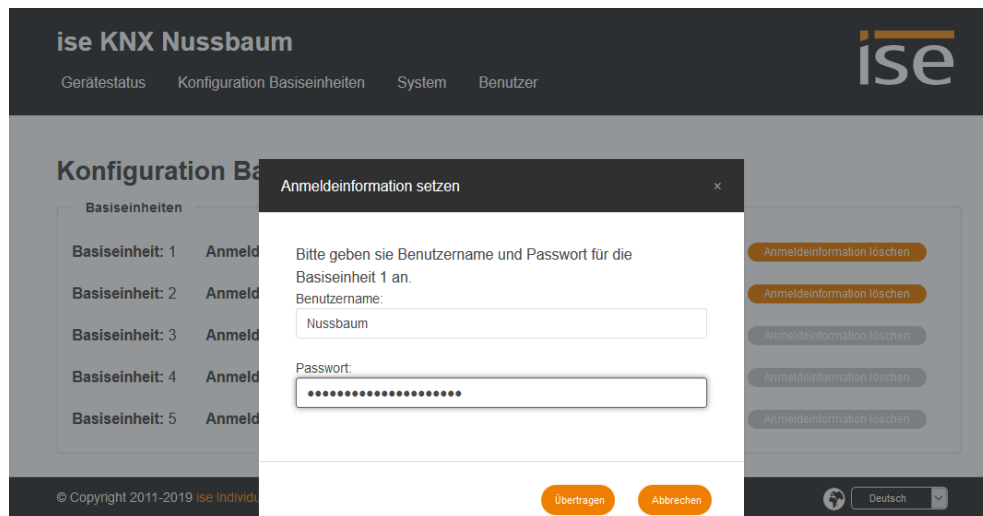 ise KNX Nussbaum
ise
Gerätestatus Konfiguration Basiseinheiten System Benutzer
Konfiguration Ba
Anmeldeinformation setzen x
Basiseinheiten
Bitte geben sie Benutzername und Passwort für die
Basiseinheit 1 an.
Benutzername:
Nussbaum
Passwort:
•••••••••••••••••••••
Basiseinheit: 1 Anmeld Anmeldeinformation löschen
Basiseinheit: 2 Anmeld Anmeldeinformation löschen
Basiseinheit: 3 Anmeld Anmeldeinformation löschen
Basiseinheit: 4 Anmeld Anmeldeinformation löschen
Basiseinheit: 5 Anmeld Anmeldeinformation löschen
Übertragen Abbrechen
© Copyright 2011-2019 ise Individu Deutsch